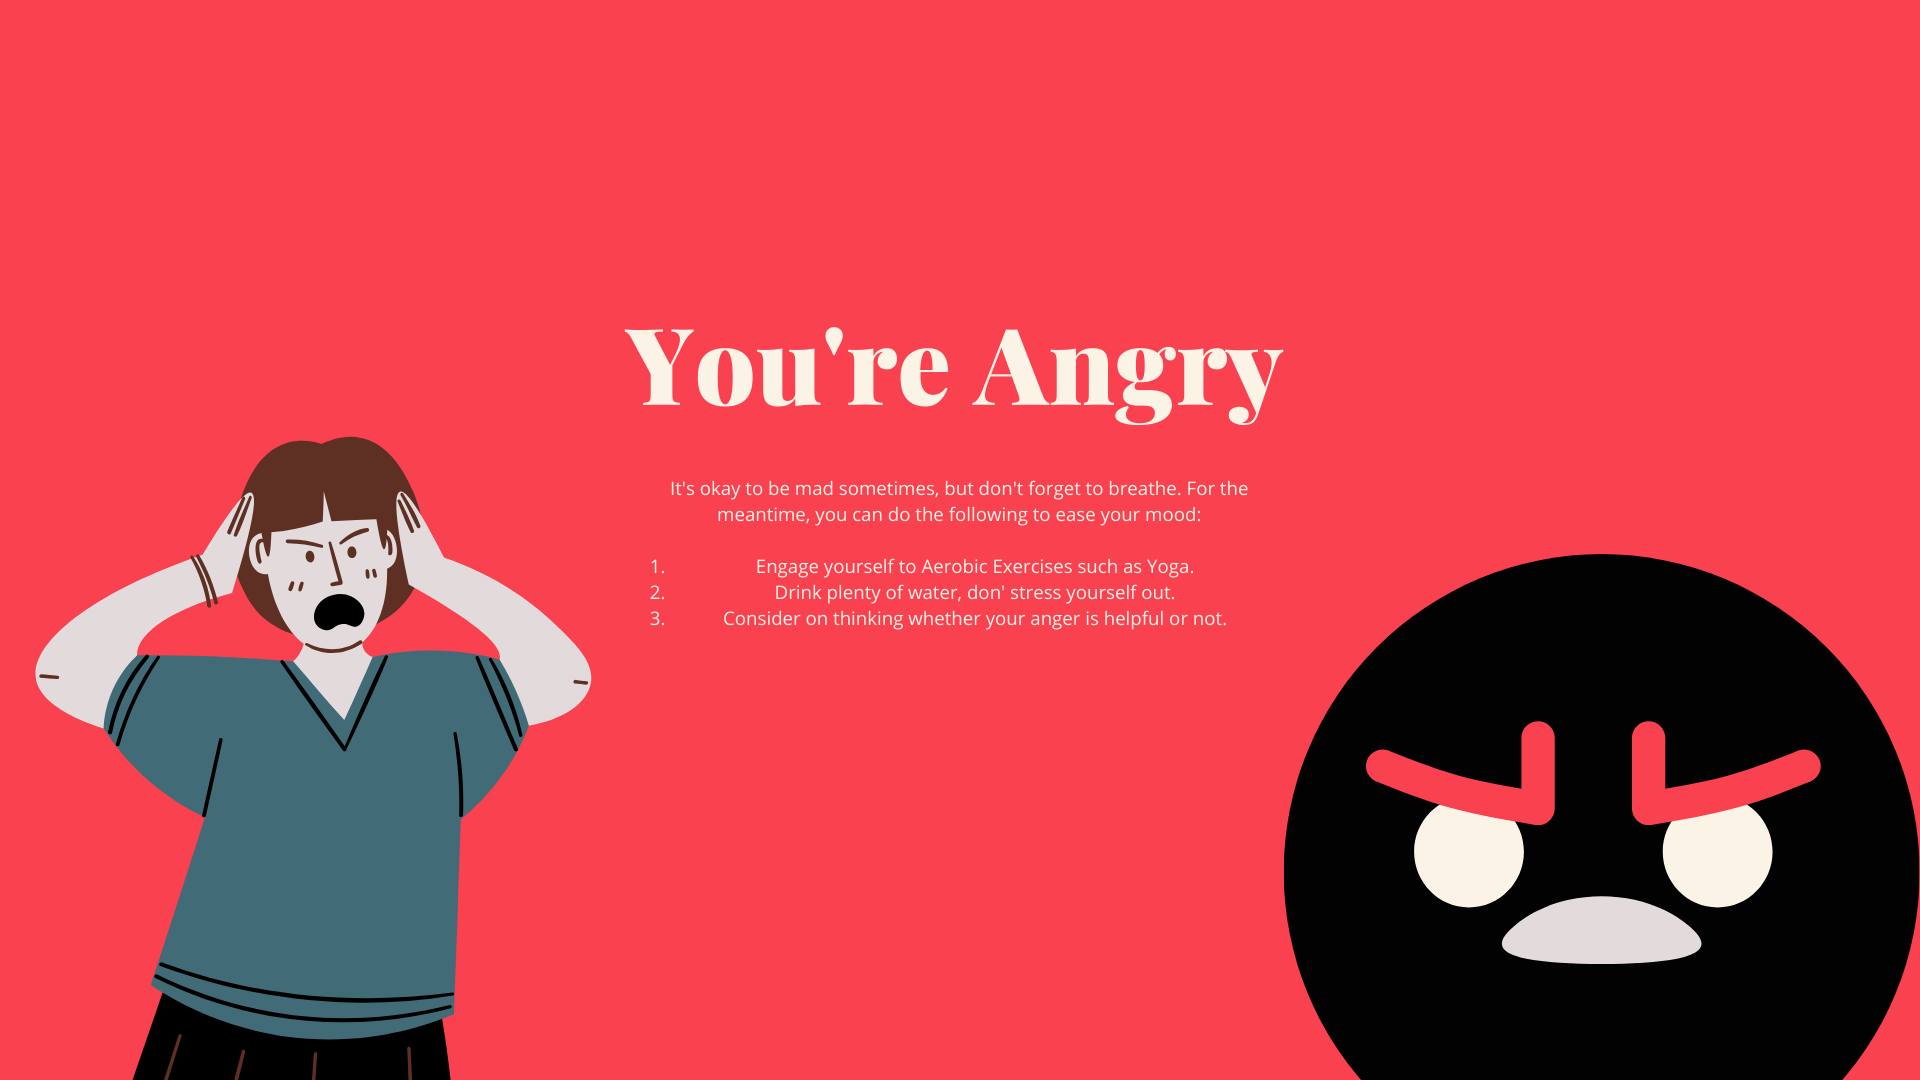 You're Angry
It's okay to be mad sometimes, but don't forget to breathe. For the
meantime, you can do the following to ease your mood:
1. Engage yourself to Aerobic Exercises such as Yoga.
2. Drink plenty of water, don' stress yourself out.
3. Consider on thinking whether your anger is helpful or not.